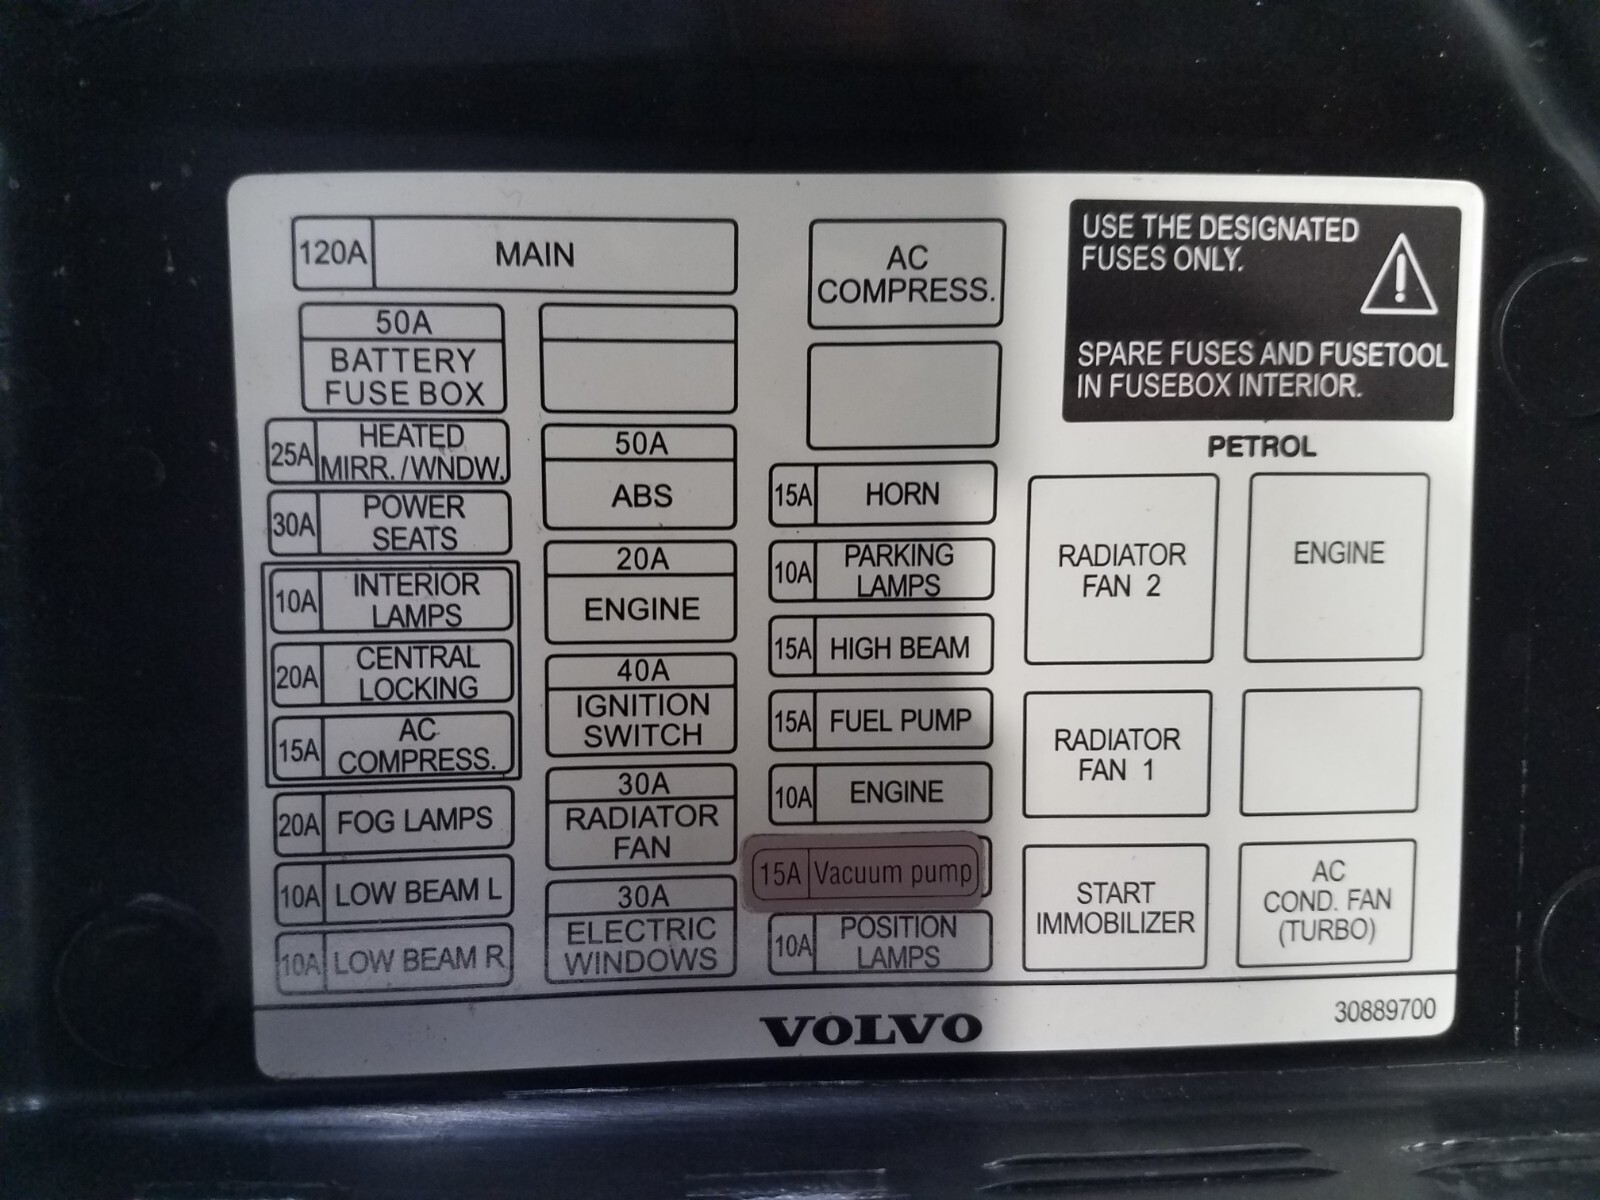 120A MAIN
50A
BATTERY
FUSE BOX
25A HEATED
MIRR./WNDW.
30A POWER
SEATS
10A INTERIOR
LAMPS
20A CENTRAL
LOCKING
15A AC
COMPRESS.
20A FOG LAMPS
10A LOW BEAM L
10A LOW BEAM R
50A
ABS
20A
ENGINE
40A
IGNITION
SWITCH
30A
RADIATOR
FAN
30A
ELECTRIC
WINDOWS
AC
COMPRESS.
15A HORN
10A PARKING
LAMPS
15A HIGH BEAM
15A FUEL PUMP
10A ENGINE
15A Vacuum pump
10A POSITION
LAMPS
USE THE DESIGNATED
FUSES ONLY.
SPARE FUSES AND FUSETOOL
IN FUSEBOX INTERIOR.
PETROL
RADIATOR
FAN 2
ENGINE
RADIATOR
FAN 1
START
IMMOBILIZER
AC
COND. FAN
(TURBO)
VOLVO
30889700